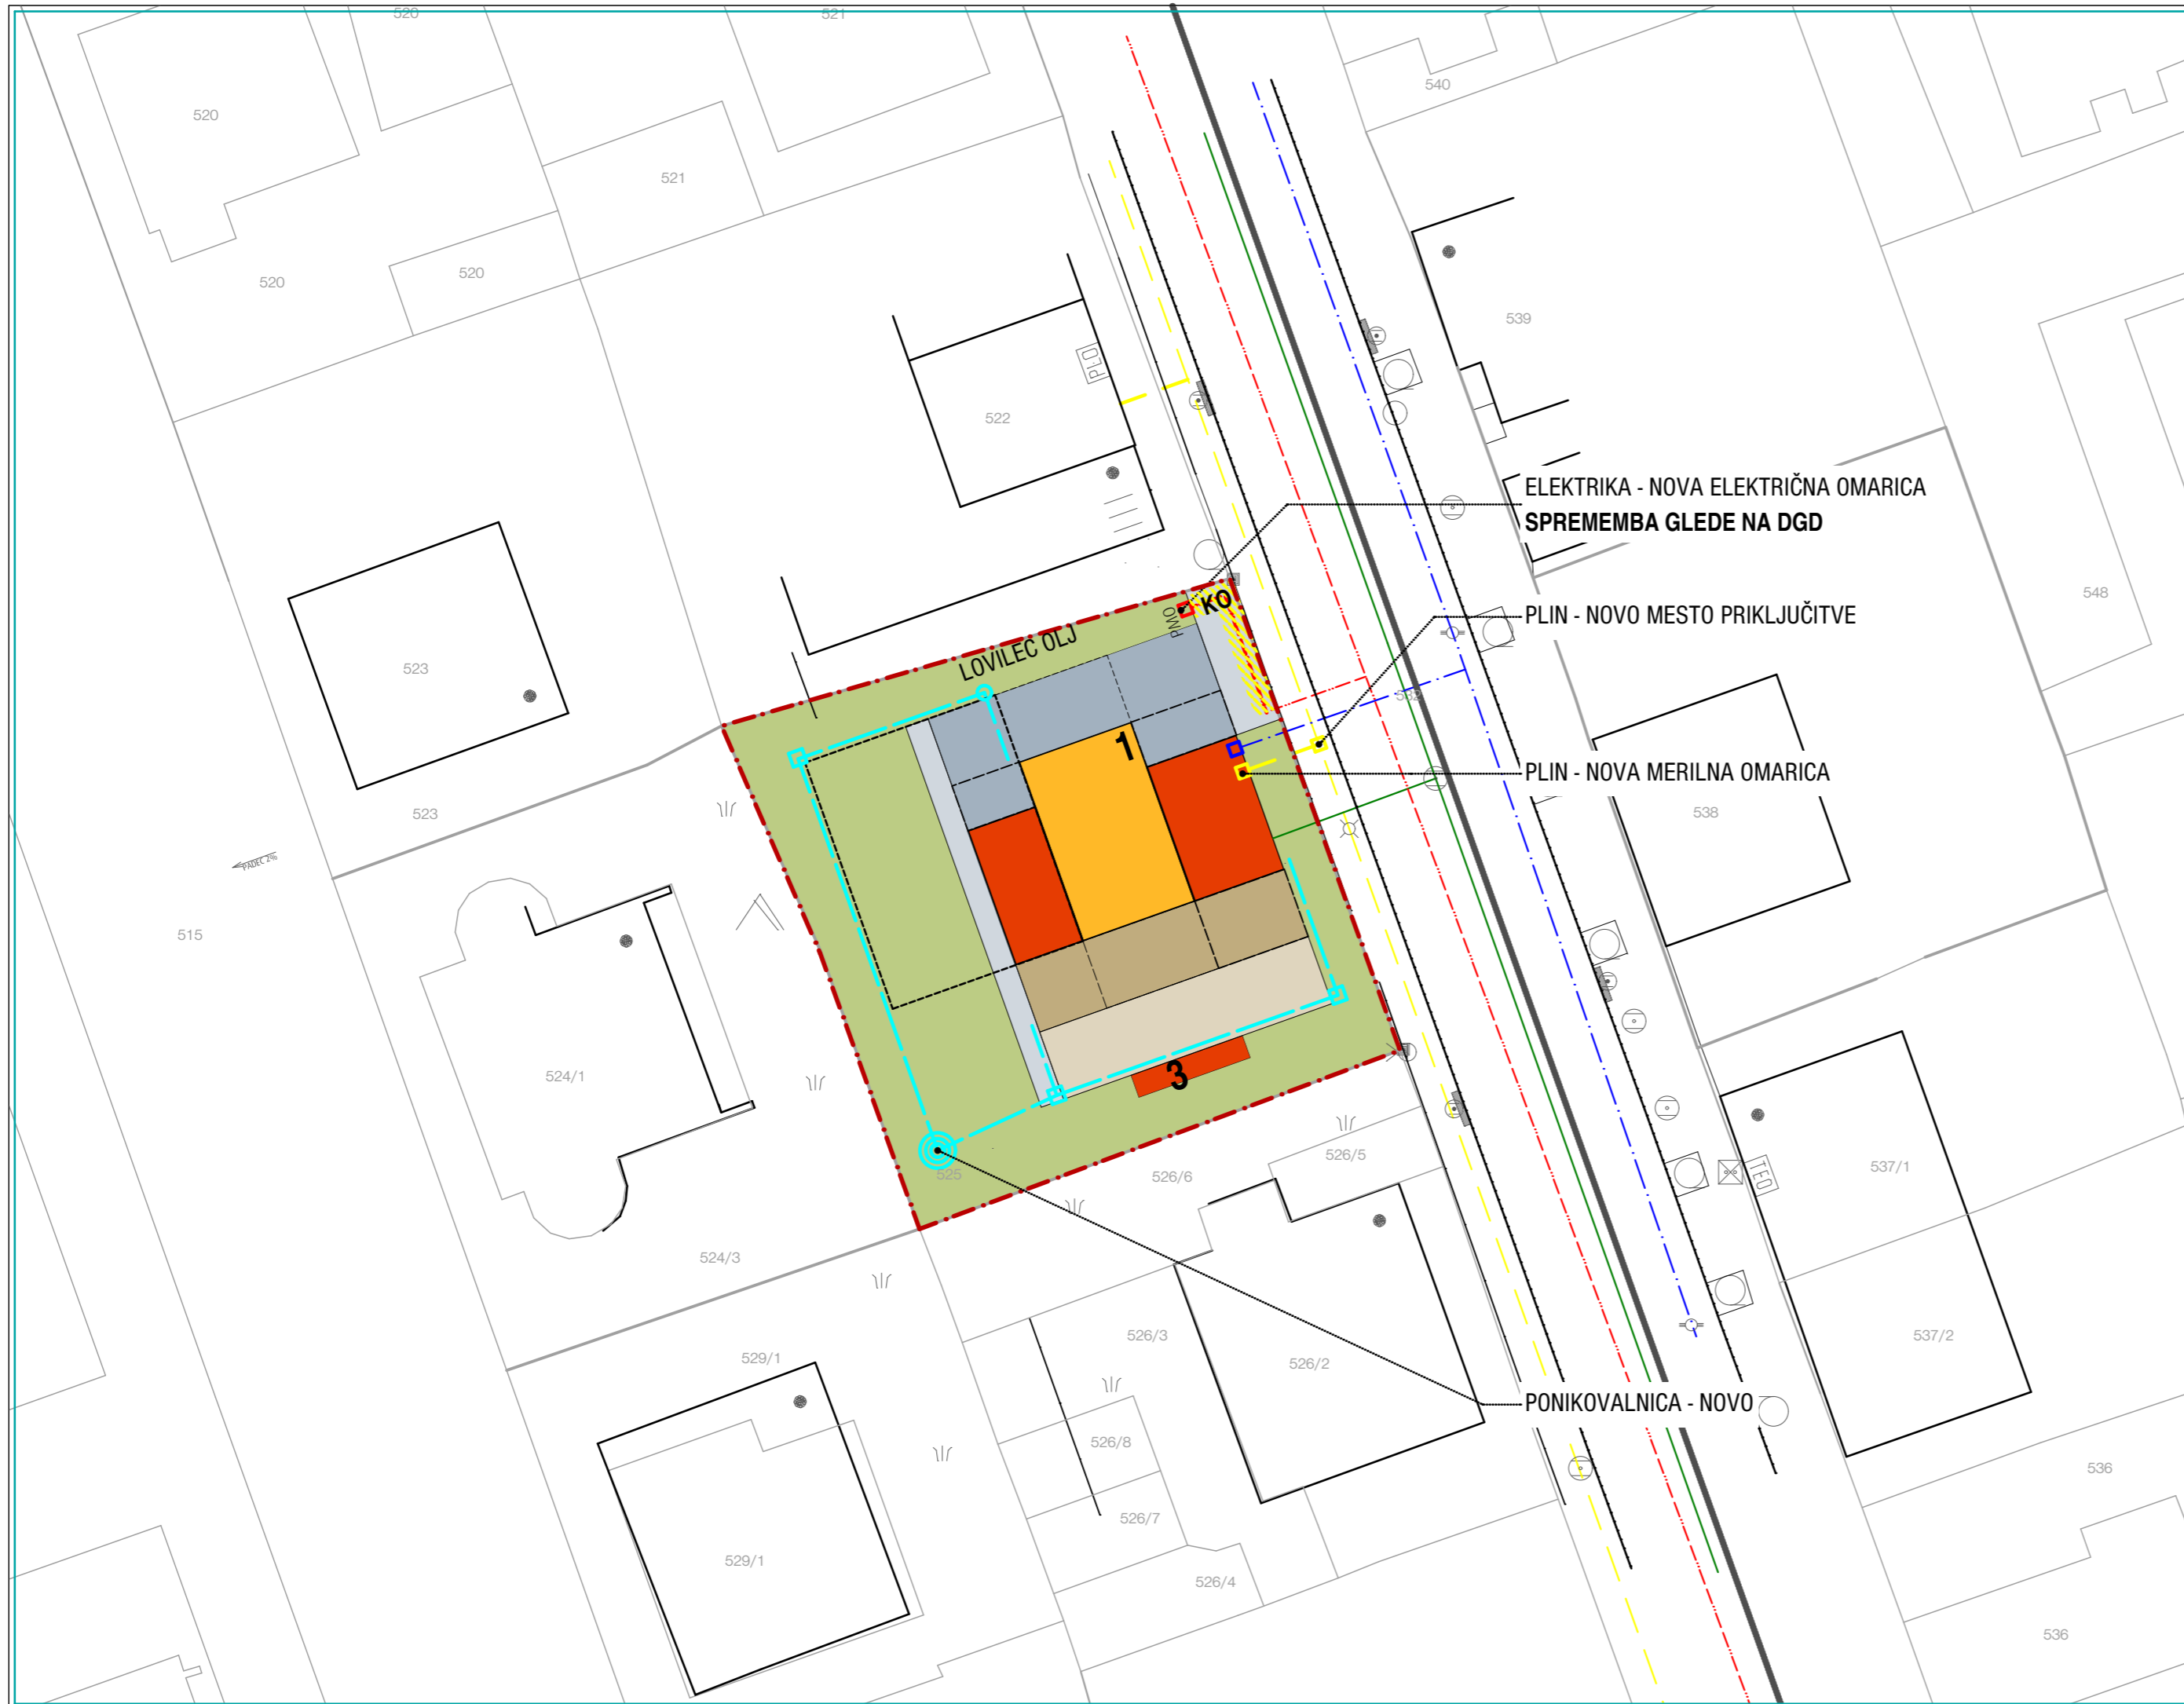 520
521
520
540
521
520
520
539
522
OLP
ELEKTRIKA - NOVA ELEKTRIČNA OMARICA
SPREMEMBA GLEDE NA DGD
548
PLIN - NOVO MESTO PRIKLJUČITVE
KO
PMO
LOVILEC OLJ
523
1
PLIN - NOVA MERILNA OMARICA
538
523
PADEC 2%
515
524/1
3
525
526/6
526/5
537/1
TEO
524/3
526/3
526/2
537/2
529/1
PONIKOVALNICA - NOVO
526/8
536
526/7
529/1
526/4
536